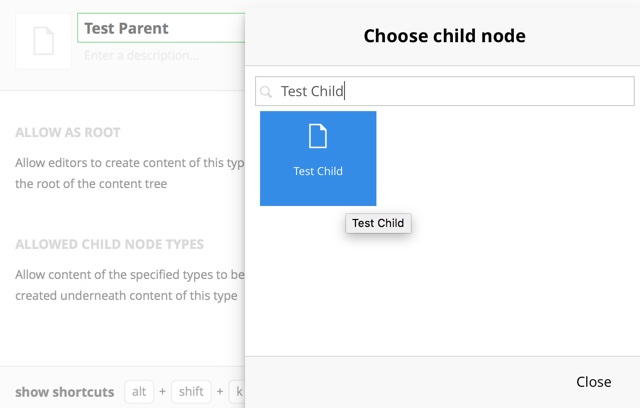 Test Parent
Enter a description...
ALLOW AS ROOT
Allow editors to create content of this typ
the root of the content tree
ALLOWED CHILD NODE TYPES
Allow content of the specified types to be
created underneath content of this type
show shortcuts alt + shift + k
Choose child node
Test Child
Test Child
Test Child
Close